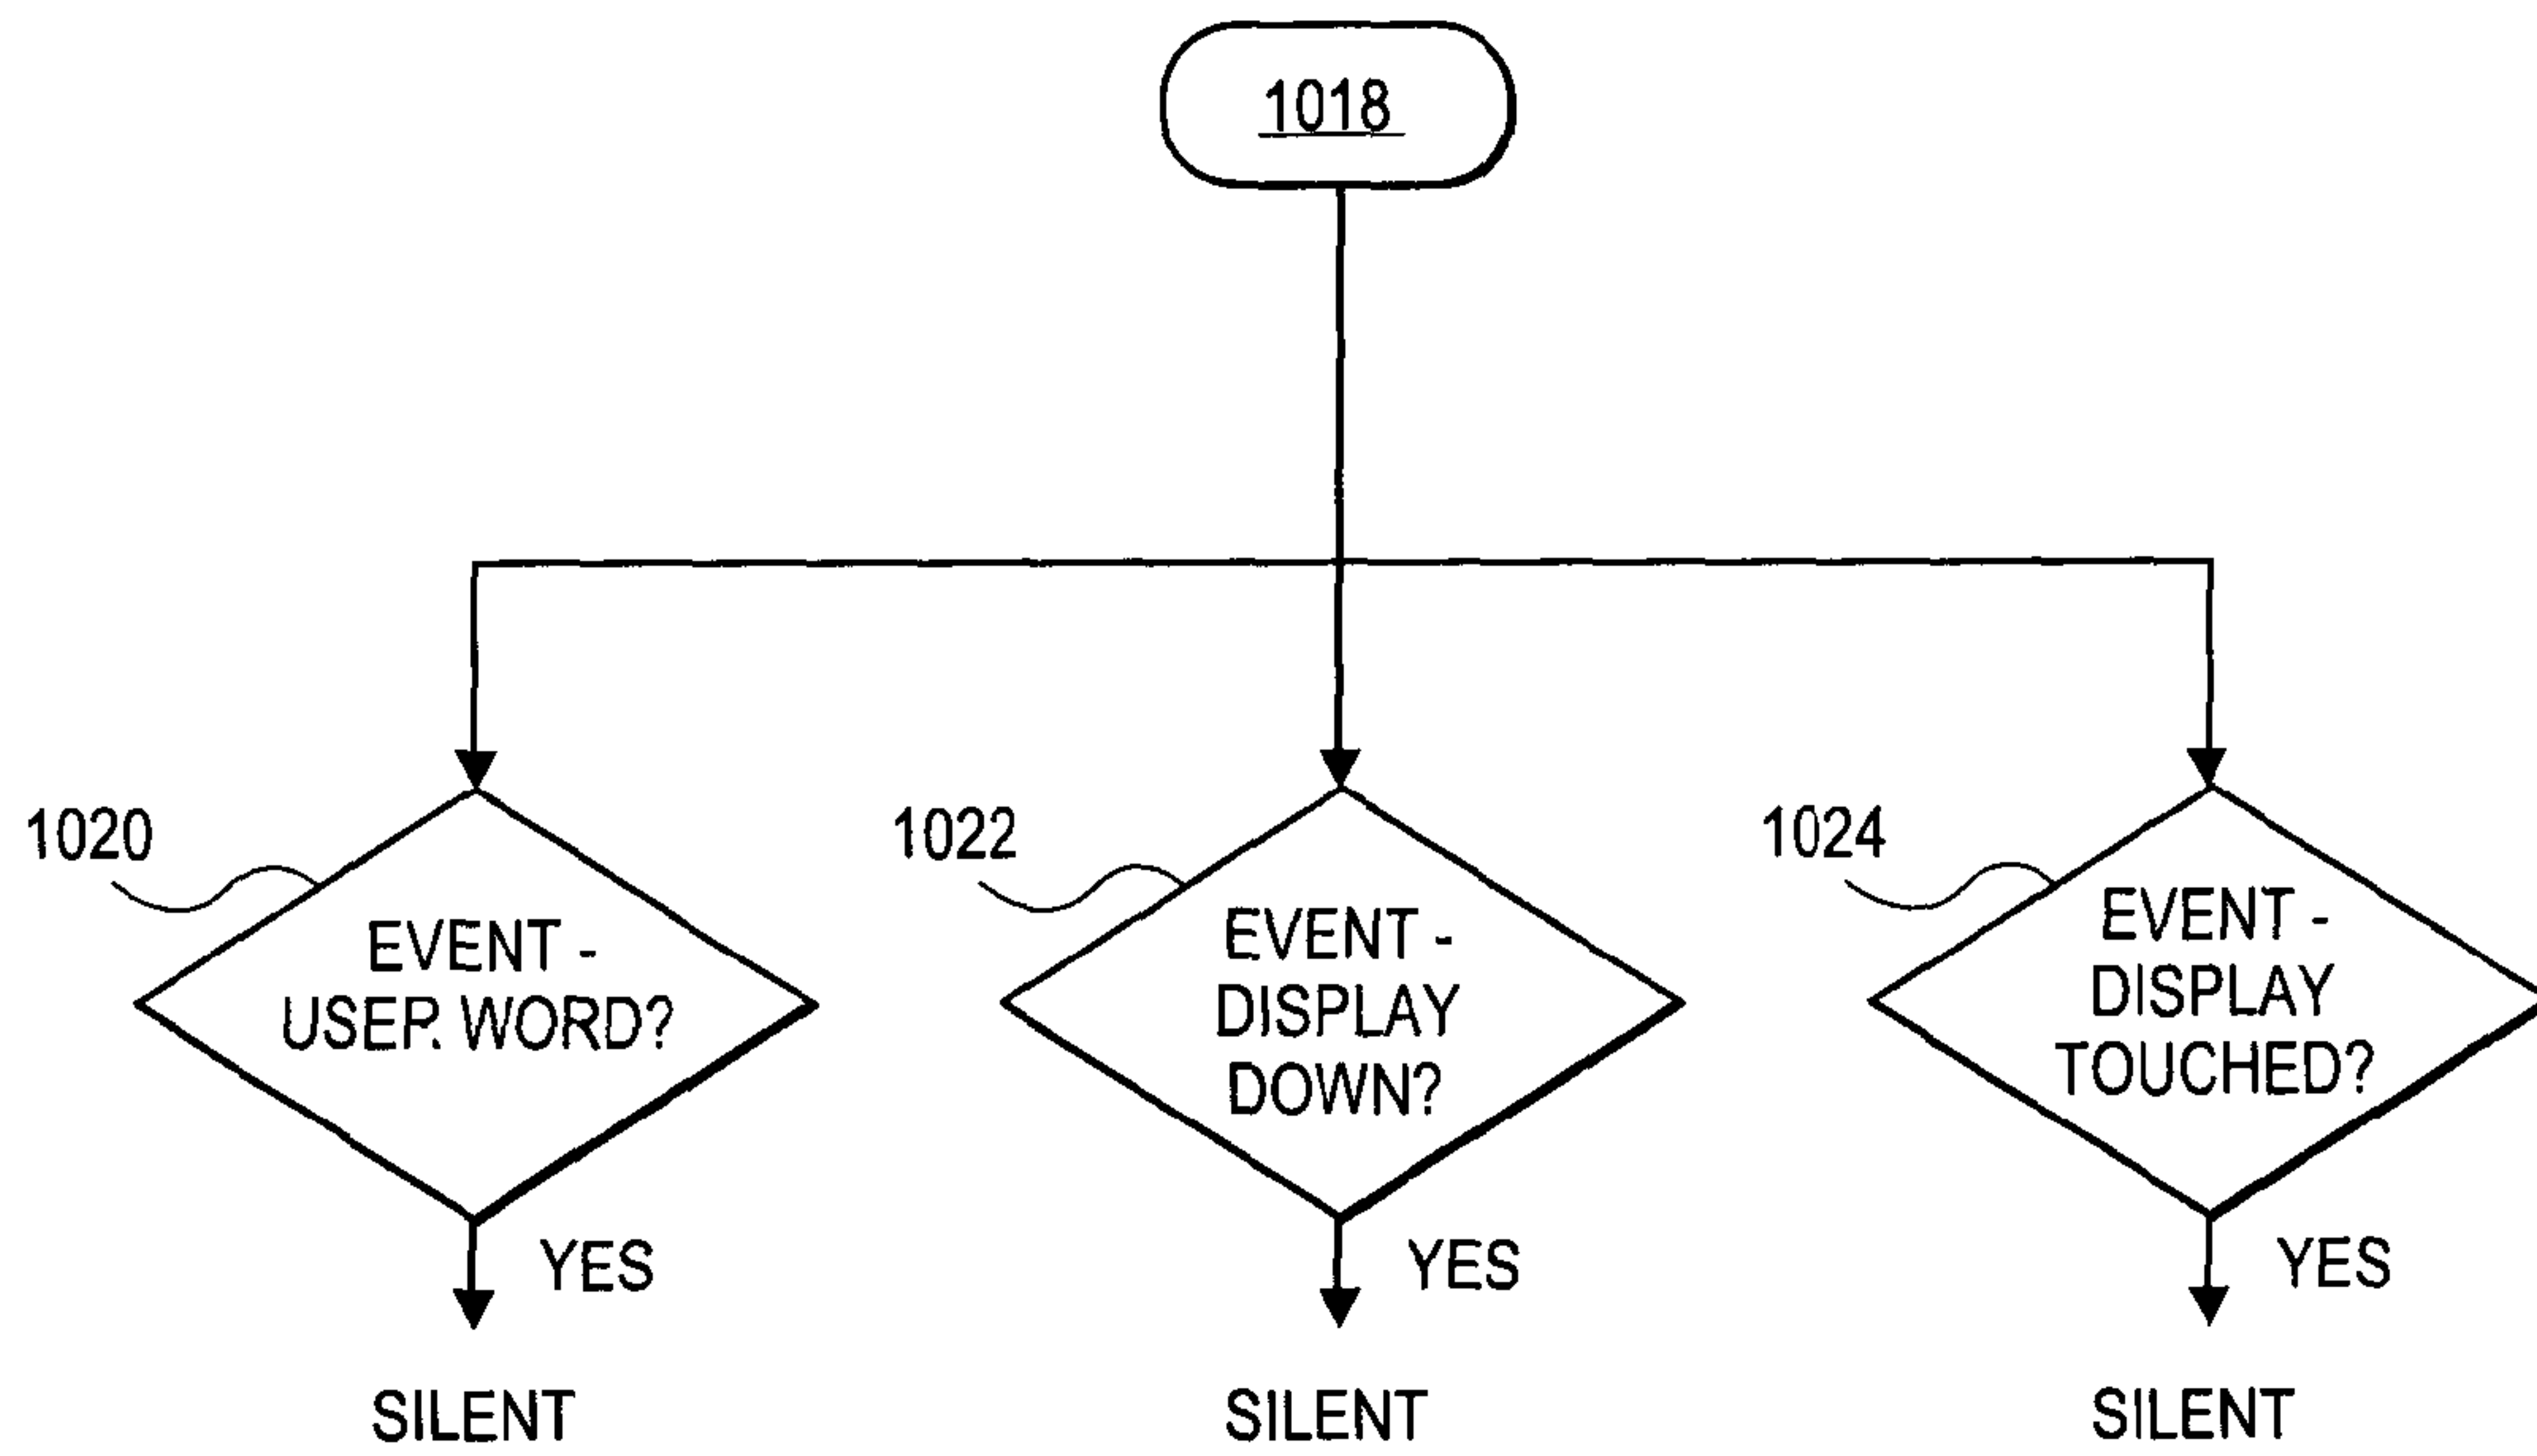 1018
1020
EVENT -
USER WORD?
YES
SILENT
1022
EVENT -
DISPLAY
DOWN?
YES
SILENT
1024
EVENT -
DISPLAY
TOUCHED?
YES
SILENT